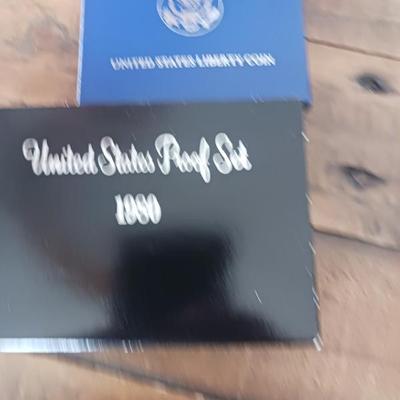 UNITED STATES LIBERTY COIN
United States Proof Set
1980